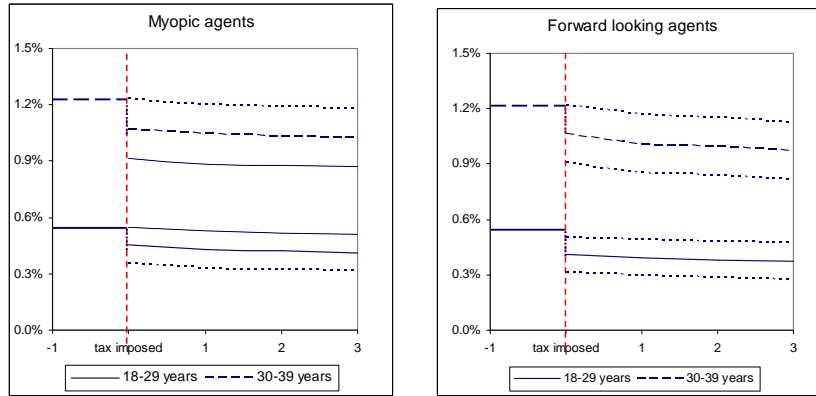 Myopic agents
1.5%
1.2%
0.9%
0.6%
0.3%
0.0%
-1 tax imposed 1 2 3
18-29 years 30-39 years
Forward looking agents
1.5%
1.2%
0.9%
0.6%
0.3%
0.0%
-1 tax imposed 1 2 3
18-29 years 30-39 years